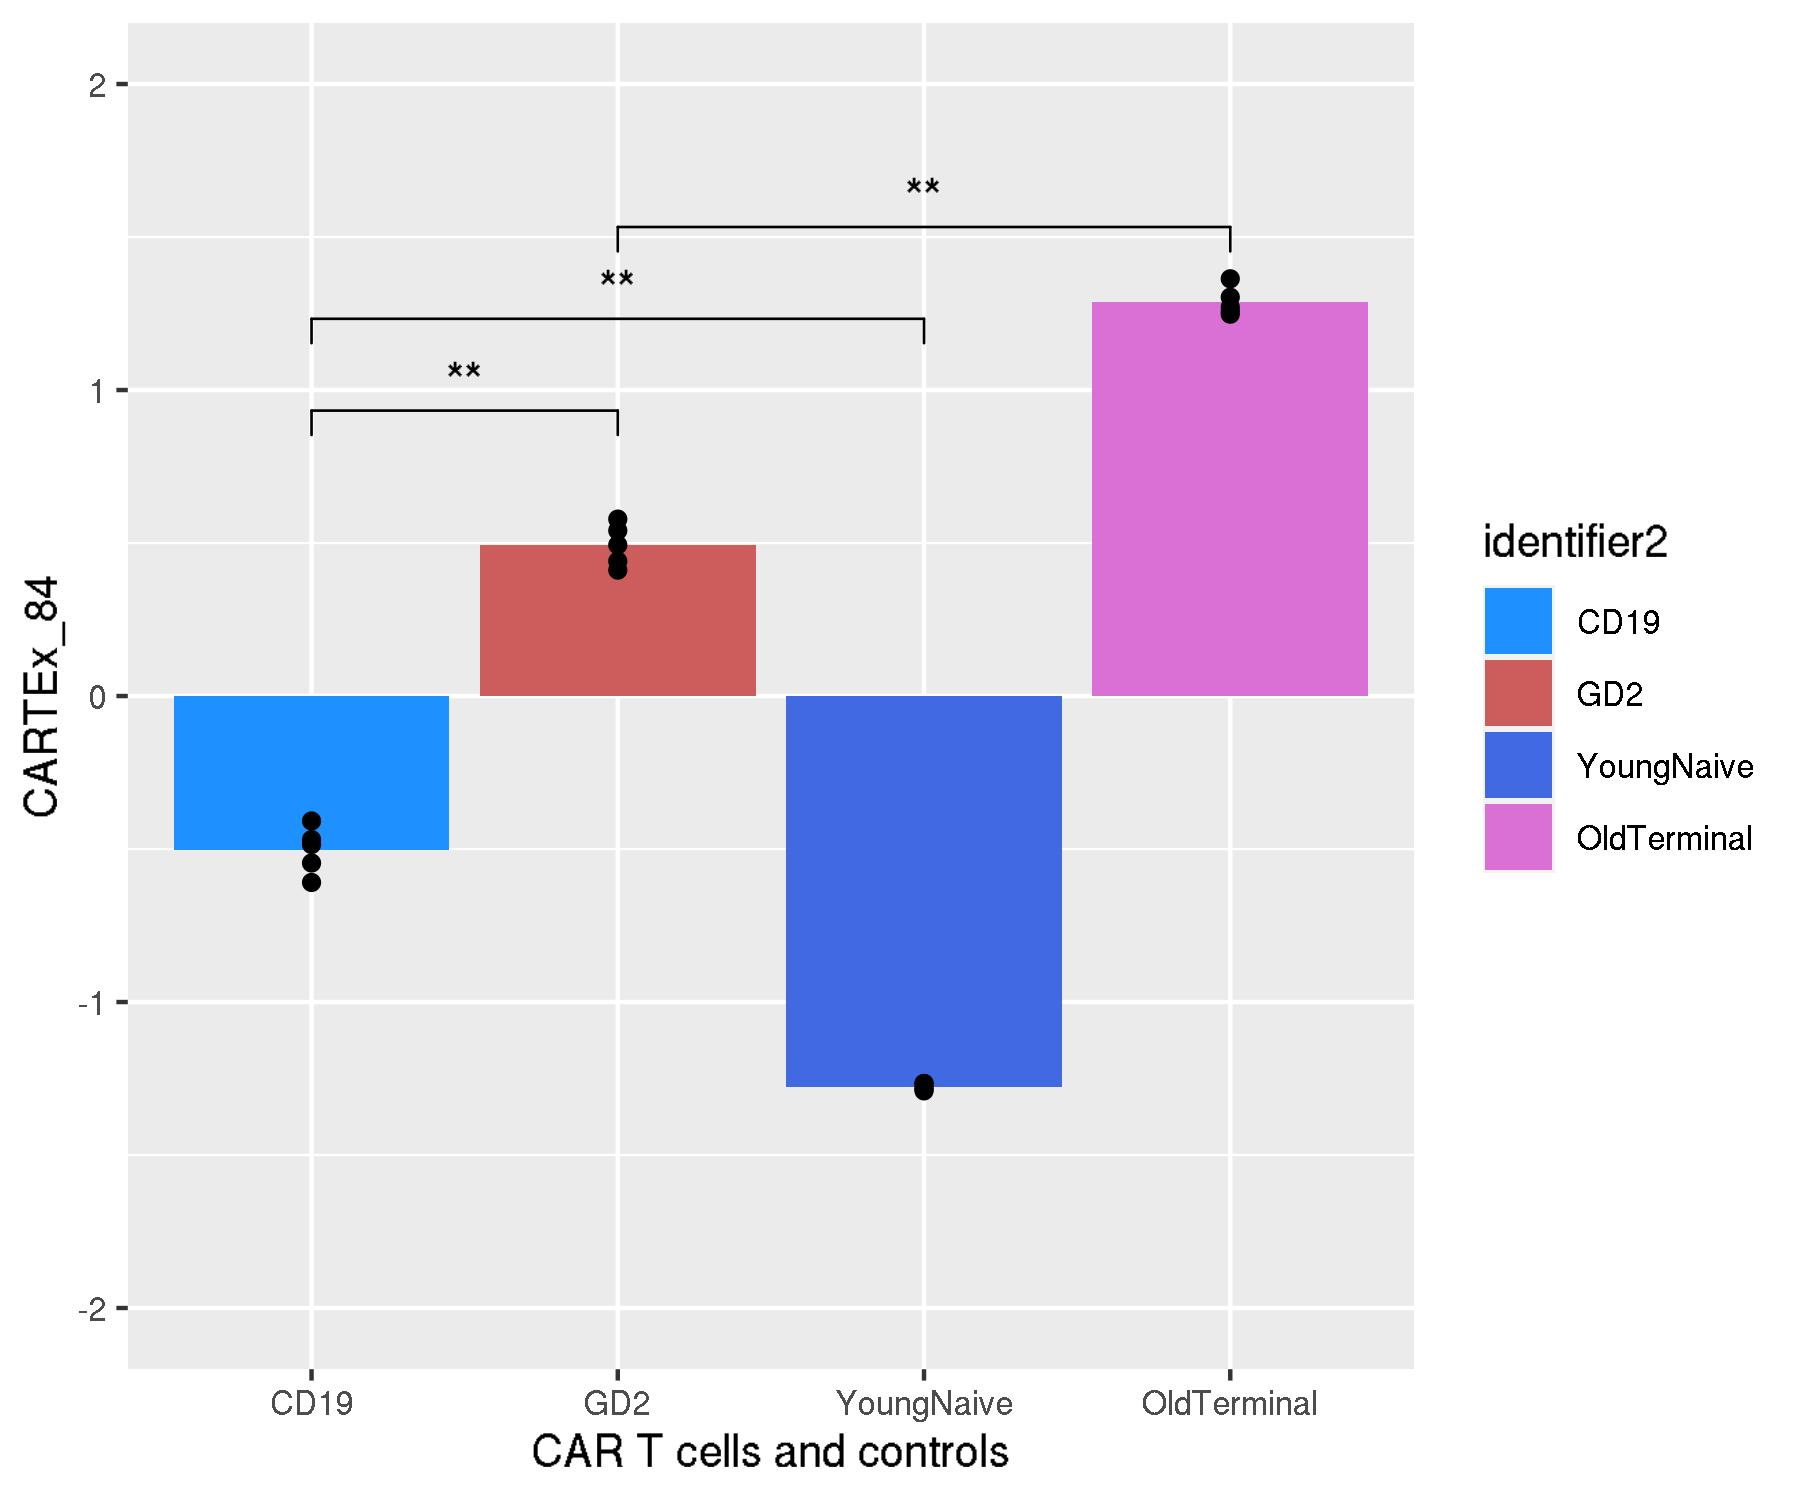 2
**
**
1
**
CARTEx_84
0
-1
-2
CD19 GD2 YoungNaive OldTerminal
CAR T cells and controls
identifier2
CD19
GD2
YoungNaive
OldTerminal